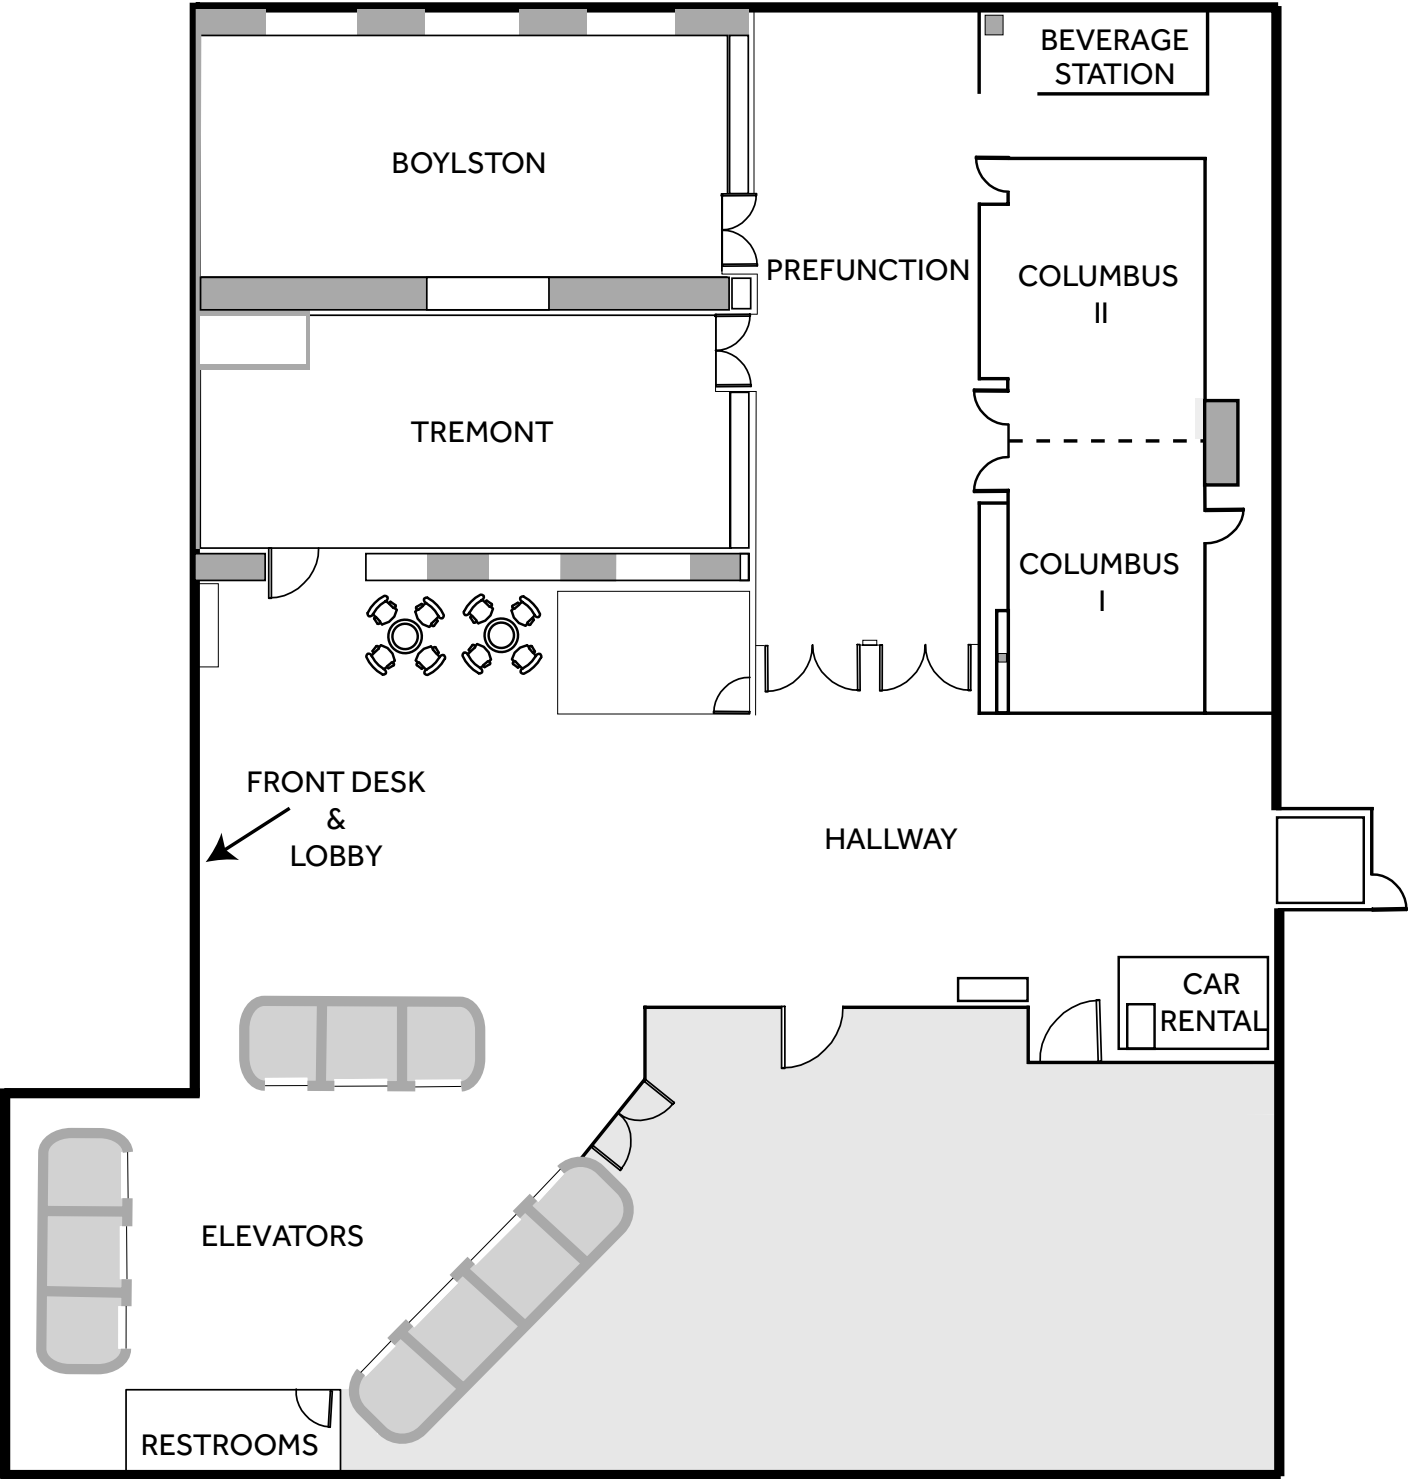 BEVERAGE
STATION
BOYLSTON
PREFUNCTION
COLUMBUS
II
TREMONT
COLUMBUS
I
FRONT DESK
&
LOBBY
HALLWAY
CAR
RENTAL
ELEVATORS
RESTROOMS